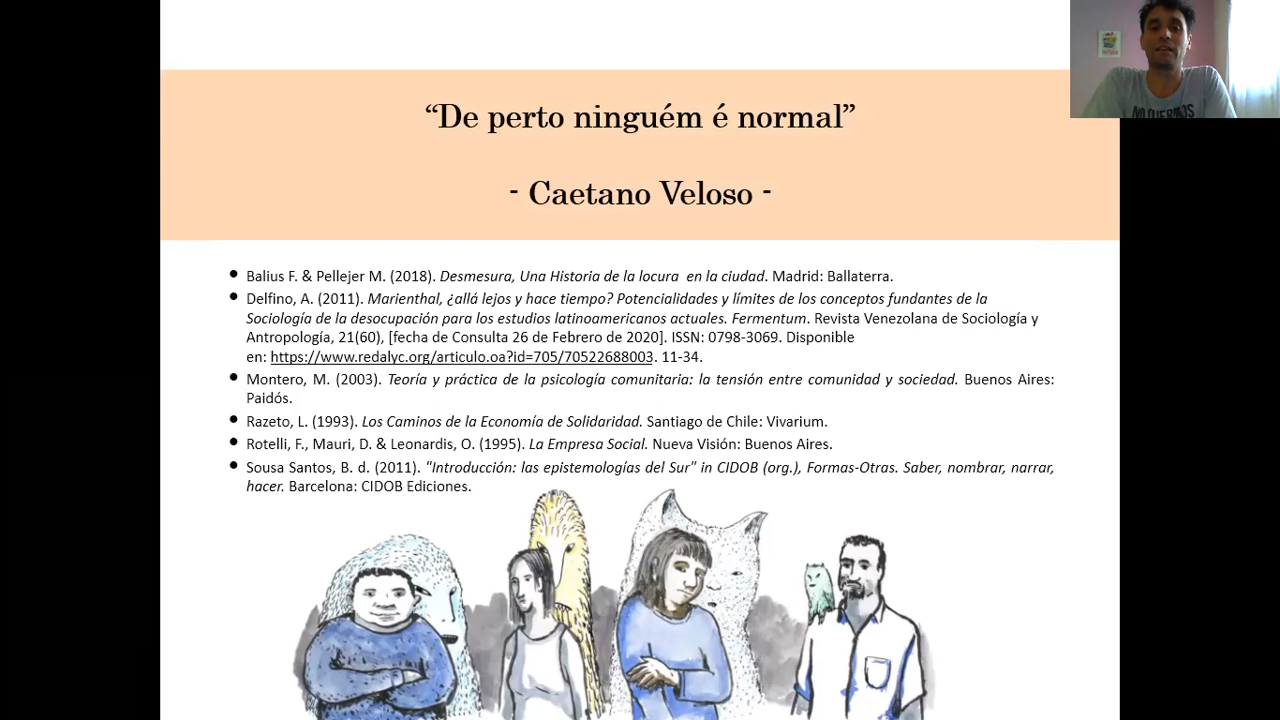 “De perto ninguém é normal”
- Caetano Veloso -
• Balius F. & Pellejer M. (2018). Desmesura, Una Historia de la locura en la ciudad. Madrid: Ballaterra.
• Delfino, A. (2011). Marienthal, ¿allá lejos y hace tiempo? Potencialidades y límites de los conceptos fundantes de la
Sociología de la desocupación para los estudios latinoamericanos actuales. Fermentum. Revista Venezolana de Sociología y
Antropología, 21(60), [fecha de Consulta 26 de Febrero de 2020]. ISSN: 0798-3069. Disponible
en: https://www.redalyc.org/articulo.oa?id=705/70522688003. 11-34.
• Montero, M. (2003). Teoría y práctica de la psicología comunitaria: la tensión entre comunidad y sociedad. Buenos Aires:
Paidós.
• Razeto, L. (1993). Los Caminos de la Economía de Solidaridad. Santiago de Chile: Vivarium.
• Rotelli, F., Mauri, D. & Leonardis, O. (1995). La Empresa Social. Nueva Visión: Buenos Aires.
• Sousa Santos, B. d. (2011). "Introducción: las epistemologías del Sur" in CIDOB (org.), Formas-Otras. Saber, nombrar, narrar,
hacer. Barcelona: CIDOB Ediciones.
NO QUEREMOS